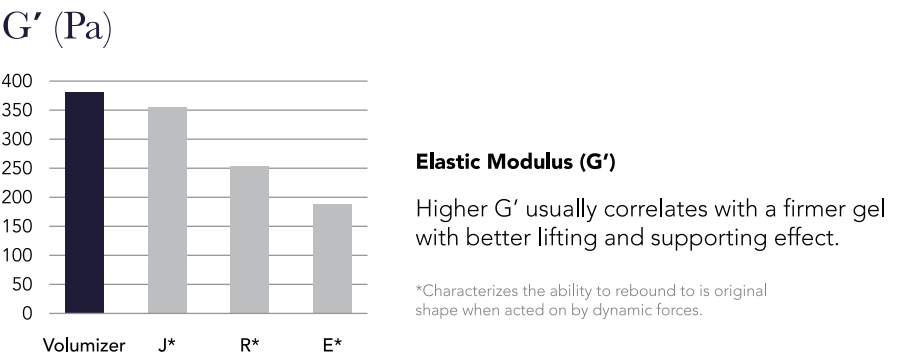 G′ (Pa)
400
350
300
250
200
150
100
50
0
Volumizer J* R* E*
Elastic Modulus (G′)
Higher G′ usually correlates with a firmer gel
with better lifting and supporting effect.
*Characterizes the ability to rebound to is original
shape when acted on by dynamic forces.